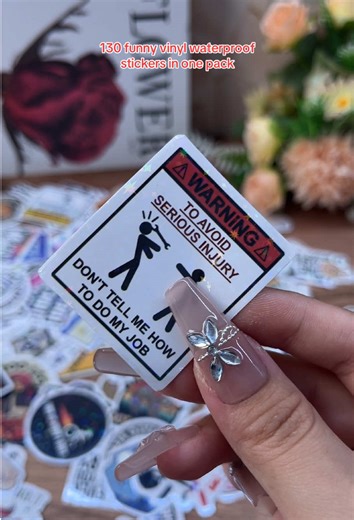 130 funny vinyl waterproof
stickers in one pack
FLOWER
WARNING
TO AVOID
SERIOUS INJURY
DON'T TELL ME HOW
TO DO MY JOB